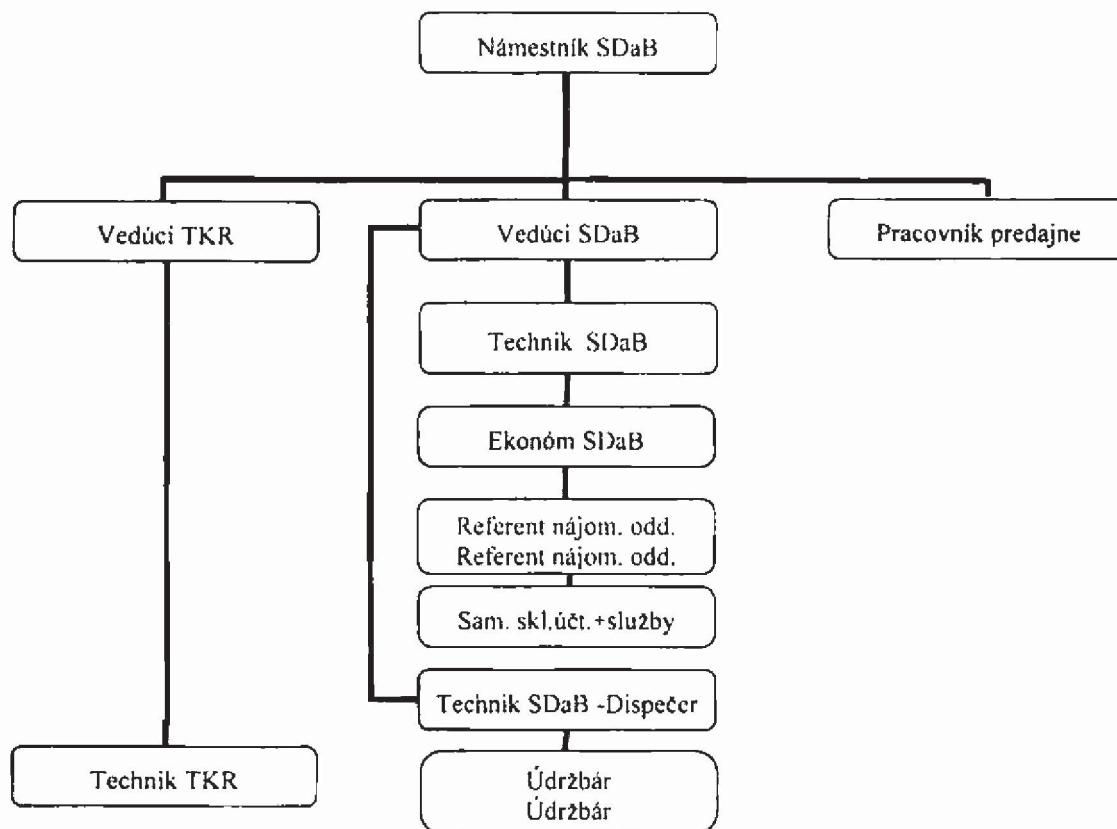 Námestník SDaB
Vedúci TKR
Vedúci SDaB
Pracovník predajne
Technik SDaB
Ekonóm SDaB
Referent nájom. odd.
Referent nájom. odd.
Sam. skl,účt.+služby
Technik SDaB -Dispečer
Technik TKR
Údržbár
Údržbár